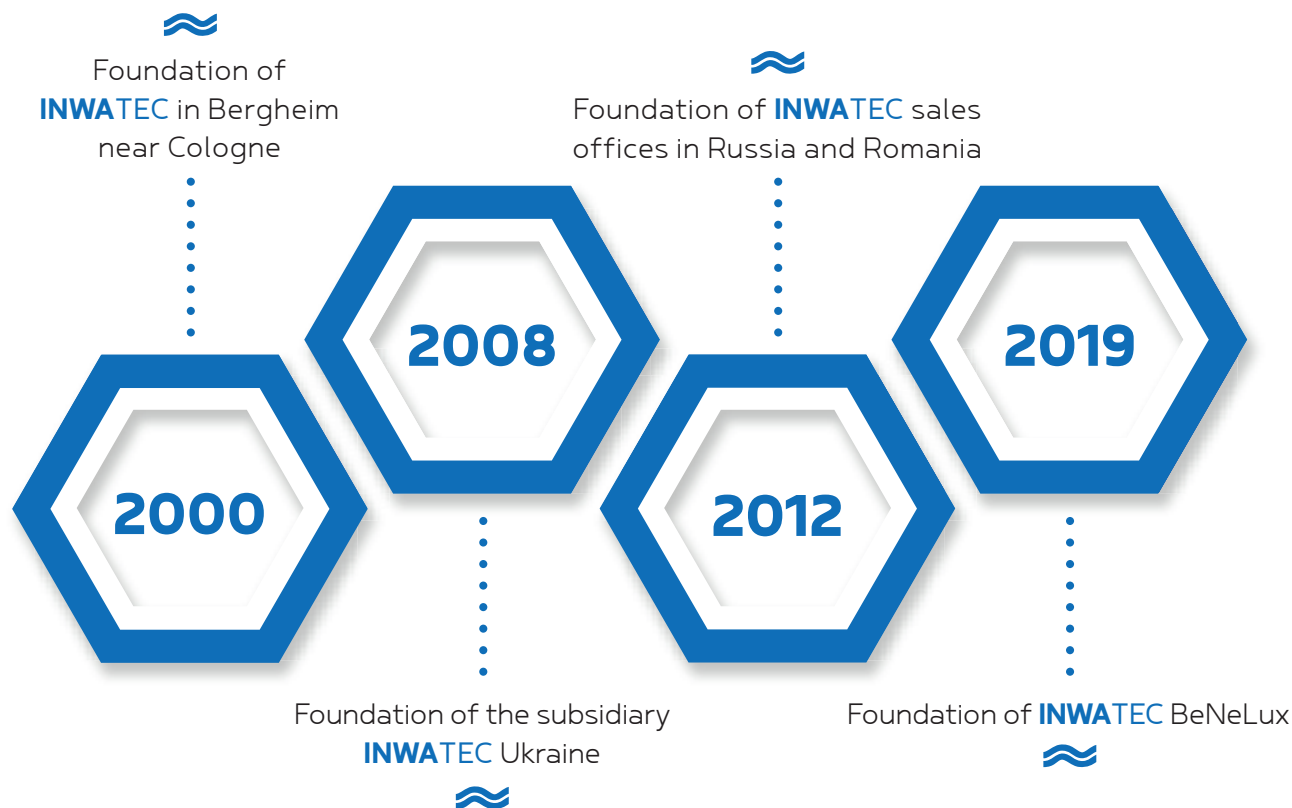 Foundation of
INWATEC in Bergheim
near Cologne
2000
2008
Foundation of the subsidiary
INWATEC Ukraine
Foundation of INWATEC sales
offices in Russia and Romania
2012
2019
Foundation of INWATEC BeNeLux